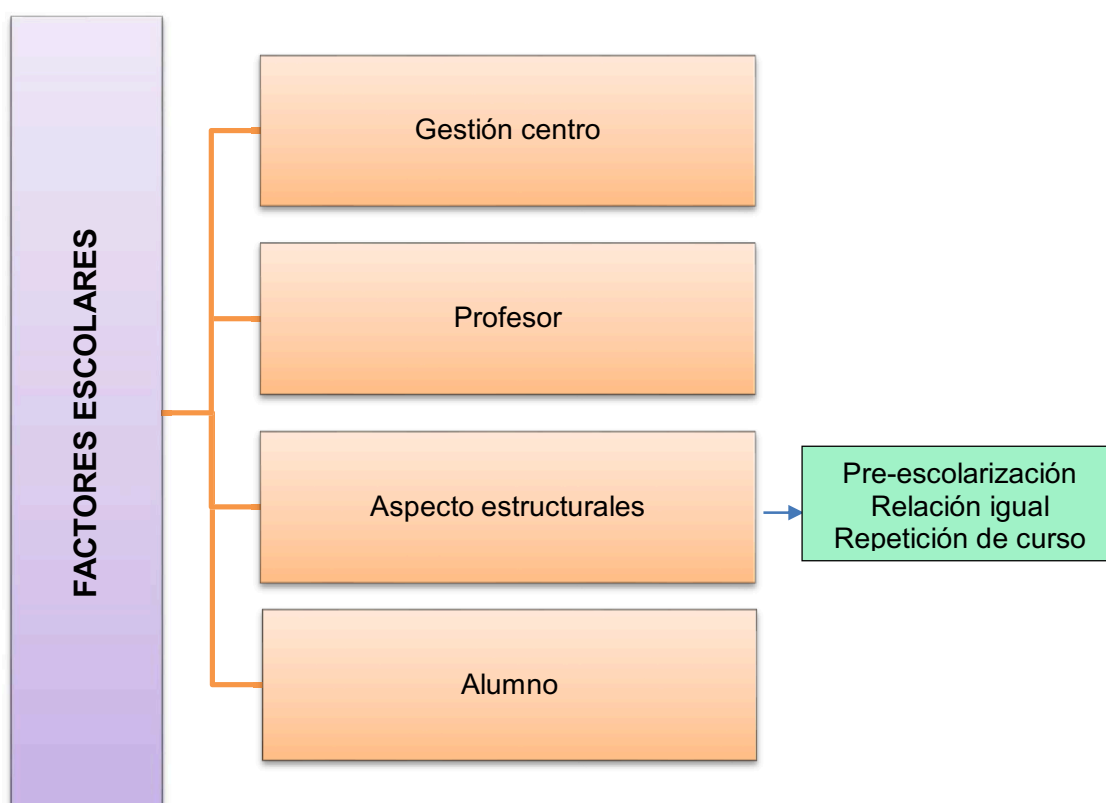 FACTORES ESCOLARES
Gestión centro
Profesor
Aspecto estructurales
Pre-escolarización
Relación igual
Repetición de curso
Alumno